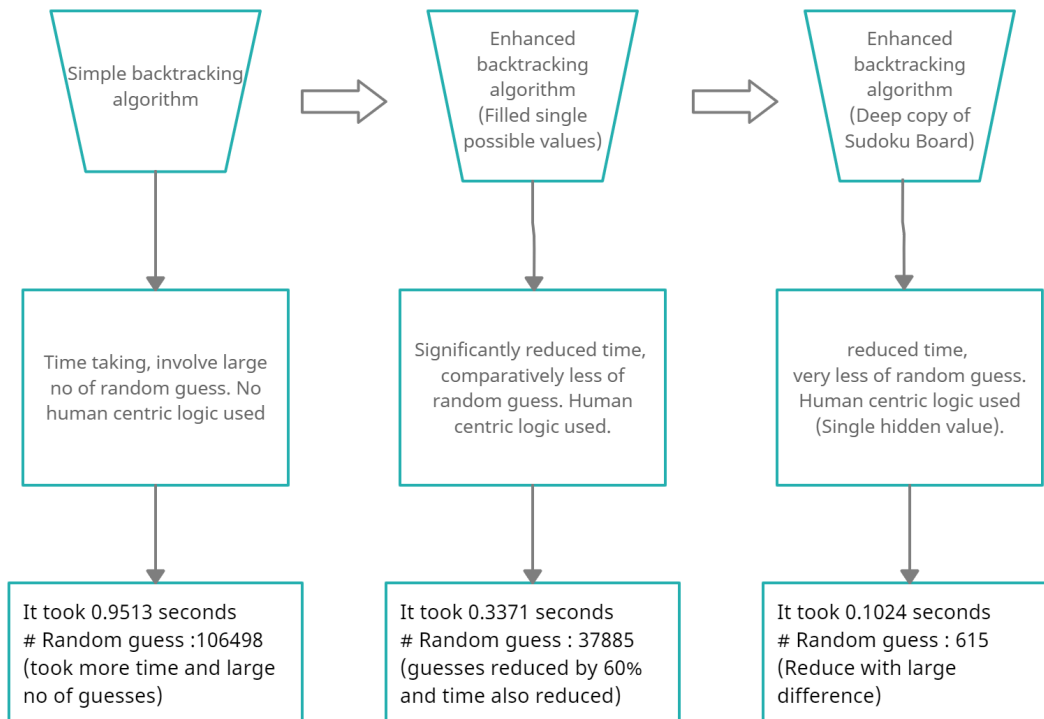 Simple backtracking
algorithm
Enhanced
backtracking
algorithm
(Filled single
possible values)
Enhanced
backtracking
algorithm
(Deep copy of
Sudoku Board)
Time taking, involve large
no of random guess. No
human centric logic used
Significantly reduced time,
comparatively less of
random guess. Human
centric logic used.
reduced time,
very less of random guess.
Human centric logic used
(Single hidden value).
It took 0.9513 seconds
# Random guess :106498
(took more time and large
no of guesses)
It took 0.3371 seconds
# Random guess : 37885
(guesses reduced by 60%
and time also reduced)
It took 0.1024 seconds
# Random guess : 615
(Reduce with large
difference)